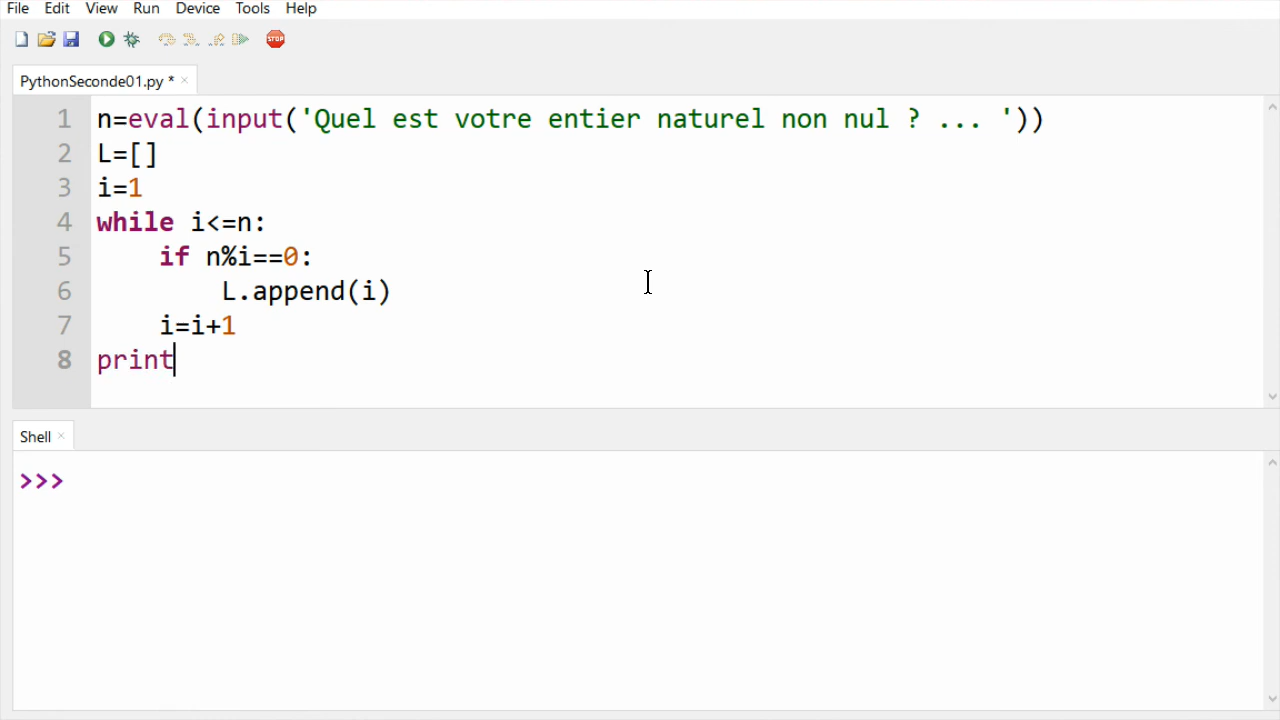 File Edit View Run Device Tools Help
STOP
PythonSeconde01.py * ×
1 n=eval(input('Quel est votre entier naturel non nul ? ... '))
2 L=[]
3 i=1
4 while i<=n:
5     if n%i==0:
6         L.append(i)
7     i=i+1
8 print
Shell ×
>>>